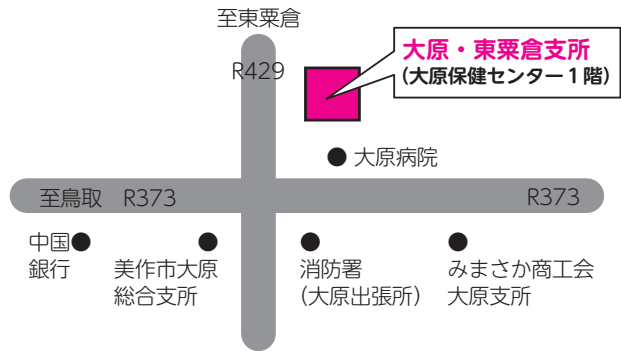 至東粟倉
R429
大原・東粟倉支所
(大原保健センター1階)
大原病院
至鳥取 R373
R373
中国
銀行
美作市大原
総合支所
消防署
(大原出張所)
みまさか商工会
大原支所